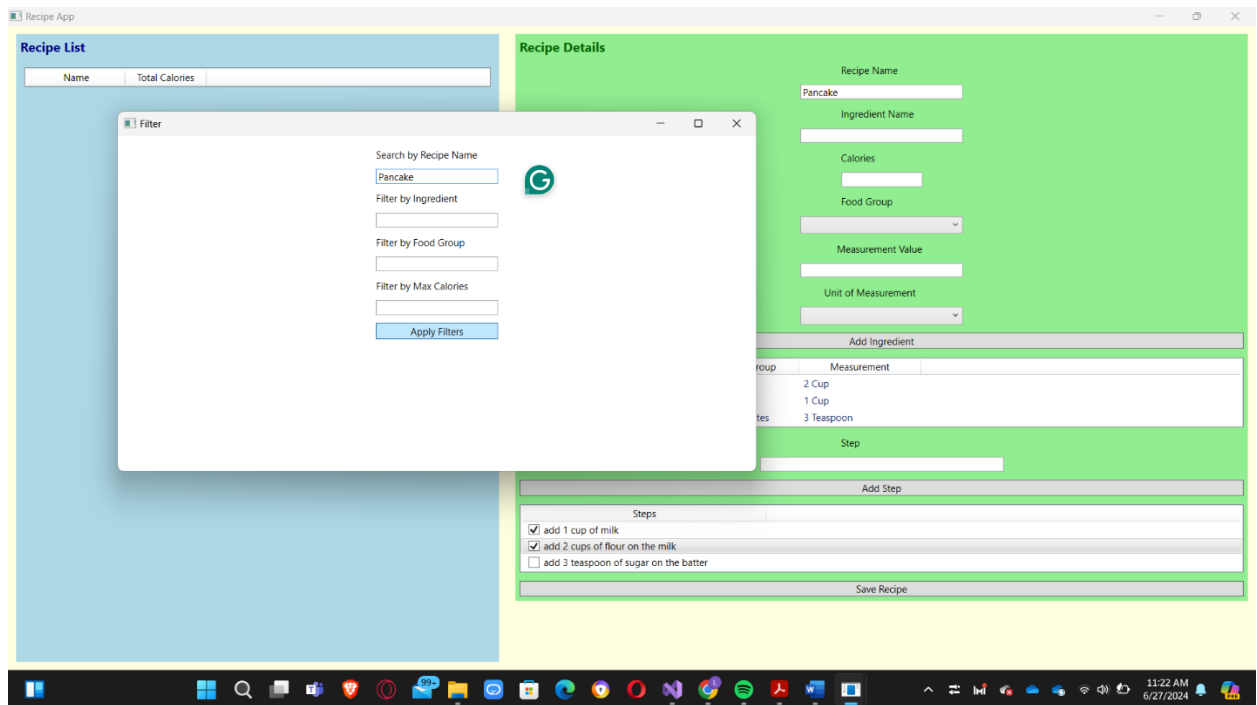 Recipe App
Recipe List
Name Total Calories
Recipe Details
Recipe Name
Pancake
Ingredient Name
Calories
Food Group
Measurement Value
Unit of Measurement
Add Ingredient
roup Measurement
2 Cup
1 Cup
tes 3 Teaspoon
Step
Add Step
Steps
add 1 cup of milk
add 2 cups of flour on the milk
add 3 teaspoon of sugar on the batter
Save Recipe
Filter
Search by Recipe Name
Pancake
G
Filter by Ingredient
Filter by Food Group
Filter by Max Calories
Apply Filters
99+
11:22 AM
6/27/2024